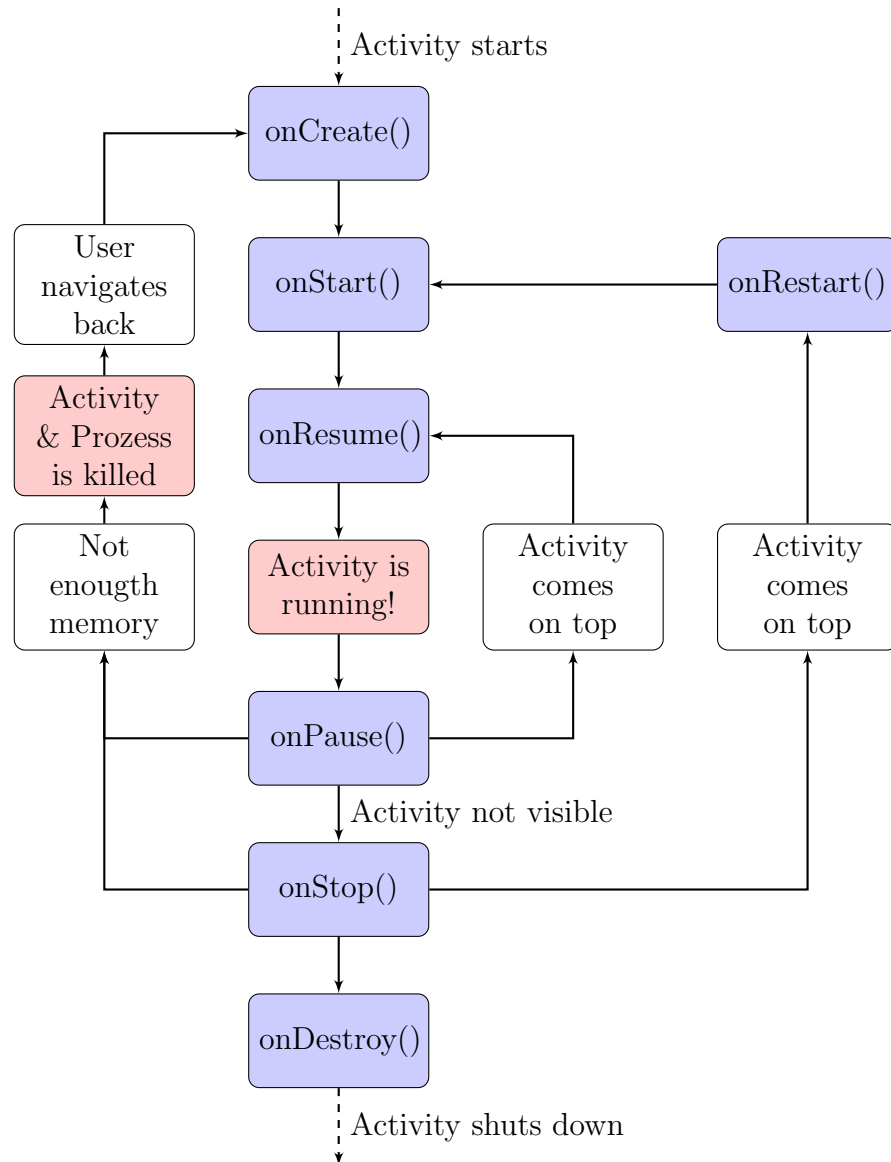 Activity starts
onCreate()
User
navigates
back
onStart()
onRestart()
Activity
& Prozess
is killed
onResume()
Not
enougth
memory
Activity is
running!
Activity
comes
on top
Activity
comes
on top
onPause()
Activity not visible
onStop()
onDestroy()
Activity shuts down